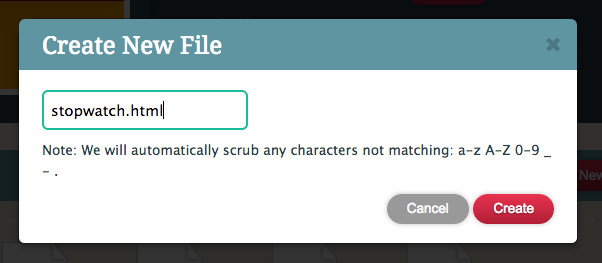 Create New File
stopwatch.html
Note: We will automatically scrub any characters not matching: a-z A-Z 0-9 _
- .
New
Cancel
Create